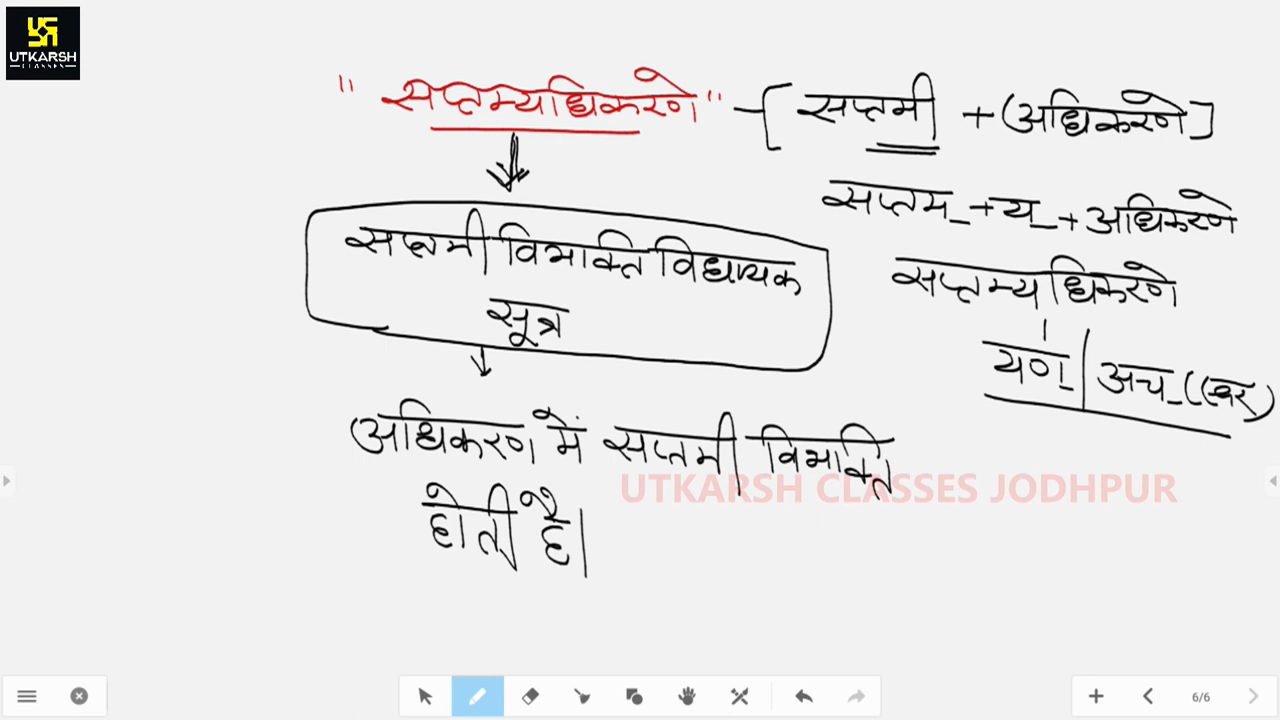 UTKARSH
CLASSES
" सप्तम्यधिकरणे " - [ सप्तमी + (अधिकरणे ]
सप्तम् + य् + अधिकरणे
सप्तम्यधिकरणे
यण् | अच् (स्वर)
सप्तमी विभक्ति विधायक
सूत्र
अधिकरण में सप्तमी विभक्ति
होती है।
UTKARSH CLASSES JODHPUR
6/6